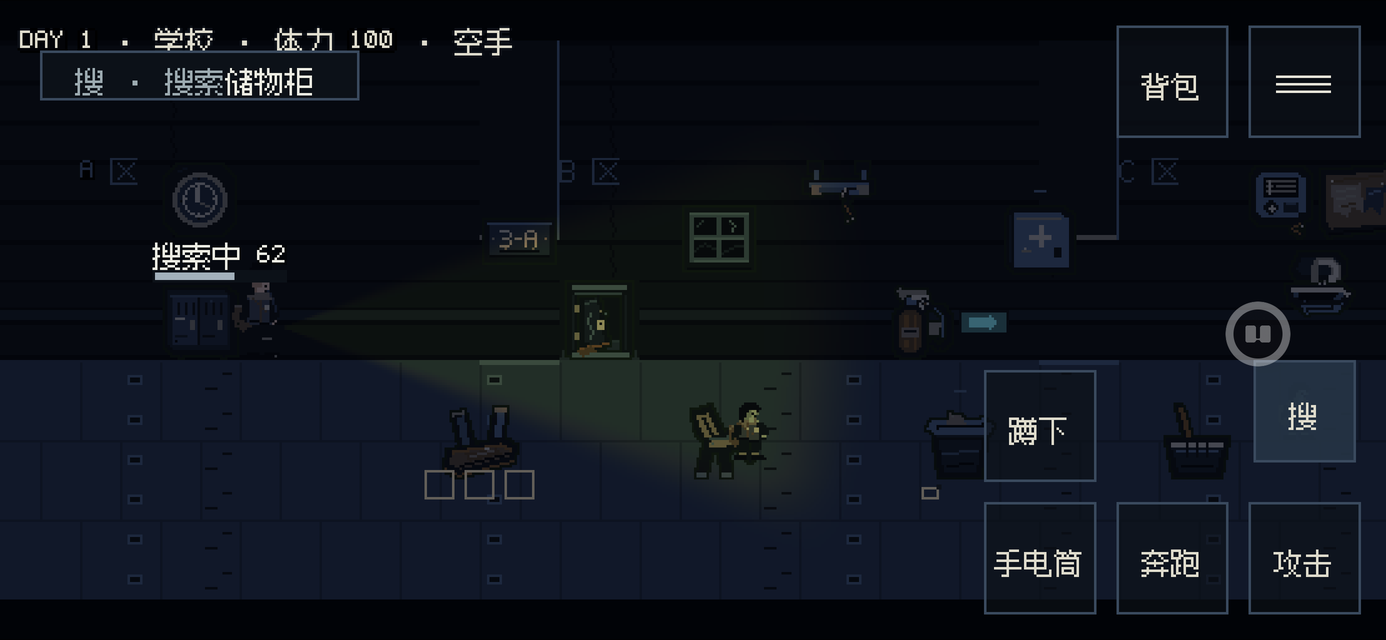 DAY 1 · 学校 · 体力 100 · 空手
搜 · 搜索储物柜
背包
A
B
C
3-A
搜索中 62
搜
蹲下
手电筒
奔跑
攻击